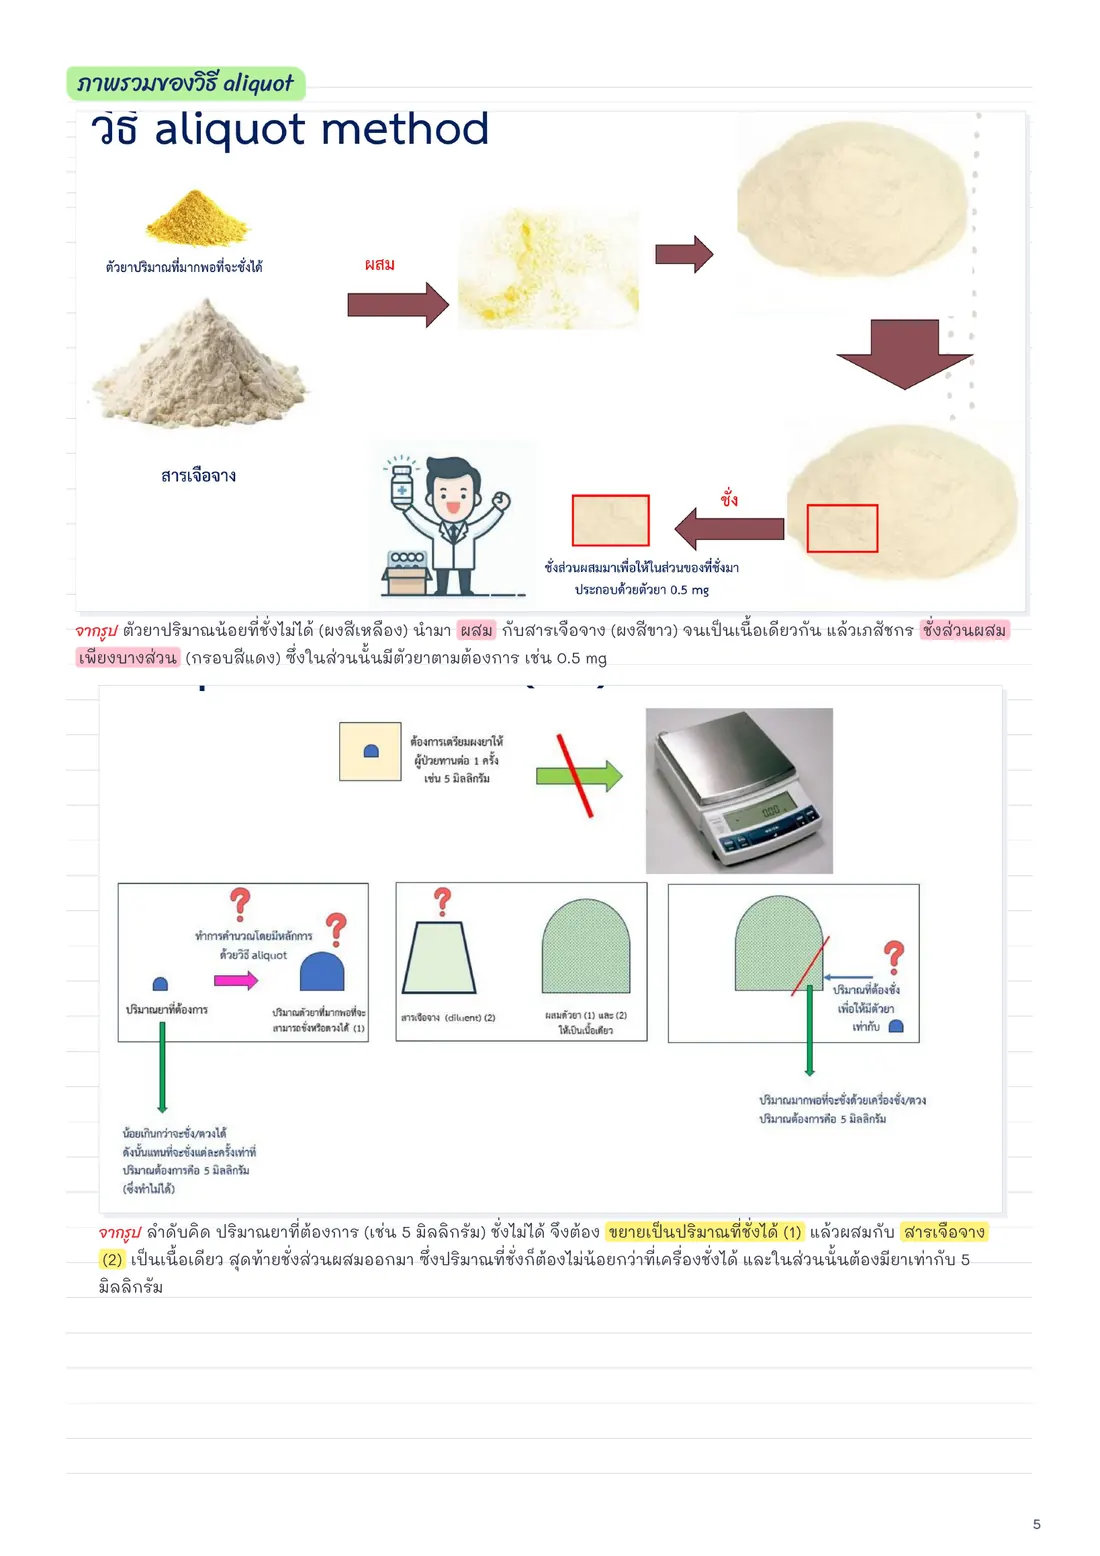 ภาพรวมของวิธี aliquot
วิธี aliquot method
ตัวยาปริมาณที่มากพอที่จะชั่งได้
ผสม
สารเจือจาง
ชั่ง
ชั่งส่วนผสมมาเพื่อให้ในส่วนของที่ชั่งมา
ประกอบด้วยตัวยา 0.5 mg
จากรูป ตัวยาปริมาณน้อยที่ชั่งไม่ได้ (ผงสีเหลือง) นำมา ผสม กับสารเจือจาง (ผงสีขาว) จนเป็นเนื้อเดียวกัน แล้วเภสัชกร ชั่งส่วนผสม
เพียงบางส่วน (กรอบสีแดง) ซึ่งในส่วนนั้นมีตัวยาตามต้องการ เช่น 0.5 mg
ต้องการเตรียมผงยาให้
ผู้ป่วยทานต่อ 1 ครั้ง
เช่น 5 มิลลิกรัม
?
ทำการคำนวณโดยมีหลักการ
ด้วยวิธี aliquot
?
ปริมาณยาที่ต้องการ
ปริมาณตัวยาที่มากพอที่จะ
สามารถชั่งหรือตวงได้ (1)
?
สารเจือจาง (diluent) (2)
ผสมตัวยา (1) และ (2)
ให้เป็นเนื้อเดียว
?
ปริมาณที่ต้องชั่ง
เพื่อให้มีตัวยา
เท่ากับ
ปริมาณมากพอที่จะชั่งด้วยเครื่องชั่ง/ตวง
ปริมาณต้องการคือ 5 มิลลิกรัม
น้อยเกินกว่าจะชั่ง/ตวงได้
ดังนั้นแทนที่จะชั่งแต่ละครั้งเท่าที่
ปริมาณต้องการคือ 5 มิลลิกรัม
(ซึ่งทำไม่ได้)
จากรูป ลำดับคิด ปริมาณยาที่ต้องการ (เช่น 5 มิลลิกรัม) ชั่งไม่ได้ จึงต้อง ขยายเป็นปริมาณที่ชั่งได้ (1) แล้วผสมกับ สารเจือจาง
(2) เป็นเนื้อเดียว สุดท้ายชั่งส่วนผสมออกมา ซึ่งปริมาณที่ชั่งก็ต้องไม่น้อยกว่าที่เครื่องชั่งได้ และในส่วนนั้นต้องมียาเท่ากับ 5
มิลลิกรัม
5